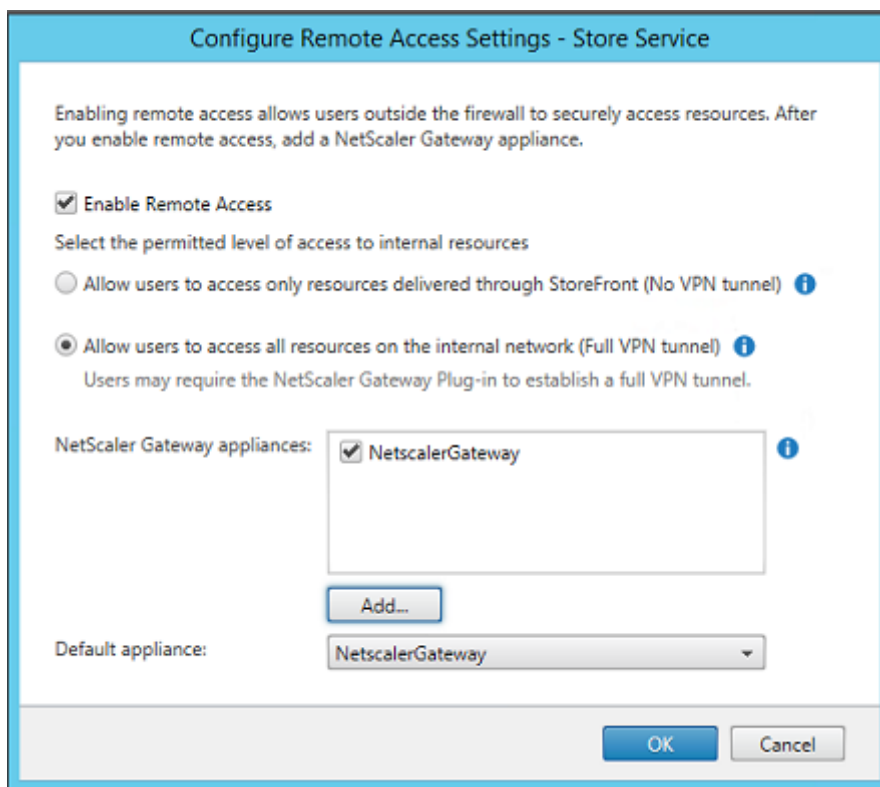 Configure Remote Access Settings - Store Service
Enabling remote access allows users outside the firewall to securely access resources. After
you enable remote access, add a NetScaler Gateway appliance.
Enable Remote Access
Select the permitted level of access to internal resources
Allow users to access only resources delivered through StoreFront (No VPN tunnel)
Allow users to access all resources on the internal network (Full VPN tunnel)
Users may require the NetScaler Gateway Plug-in to establish a full VPN tunnel.
NetScaler Gateway appliances:
NetscalerGateway
Add...
Default appliance:
NetscalerGateway
OK
Cancel